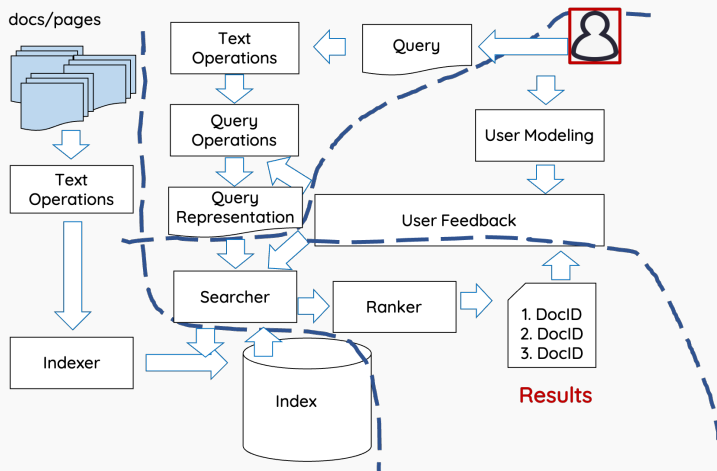 docs/pages
Text
Operations
Query
Query
Operations
User Modeling
Text
Operations
Query
Representation
User Feedback
Searcher
Ranker
1. DocID
2. DocID
3. DocID
Indexer
Index
Results